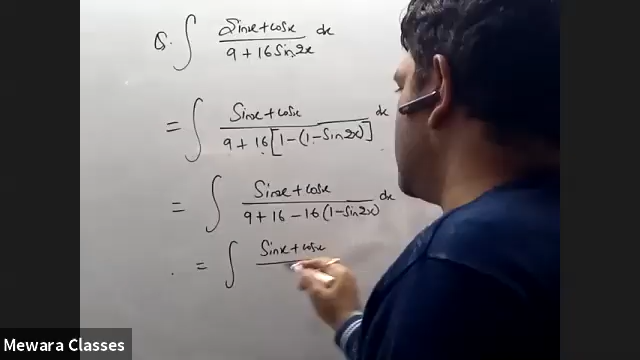 Q. ∫ Sinx+cosx / 9+16Sin2x dx
= ∫ Sinx+cosx / 9+16[1-(1-Sin2x)] dx
= ∫ Sinx+cosx / 9+16-16(1-Sin2x) dx
= ∫ Sinx+cosx
Mewara Classes